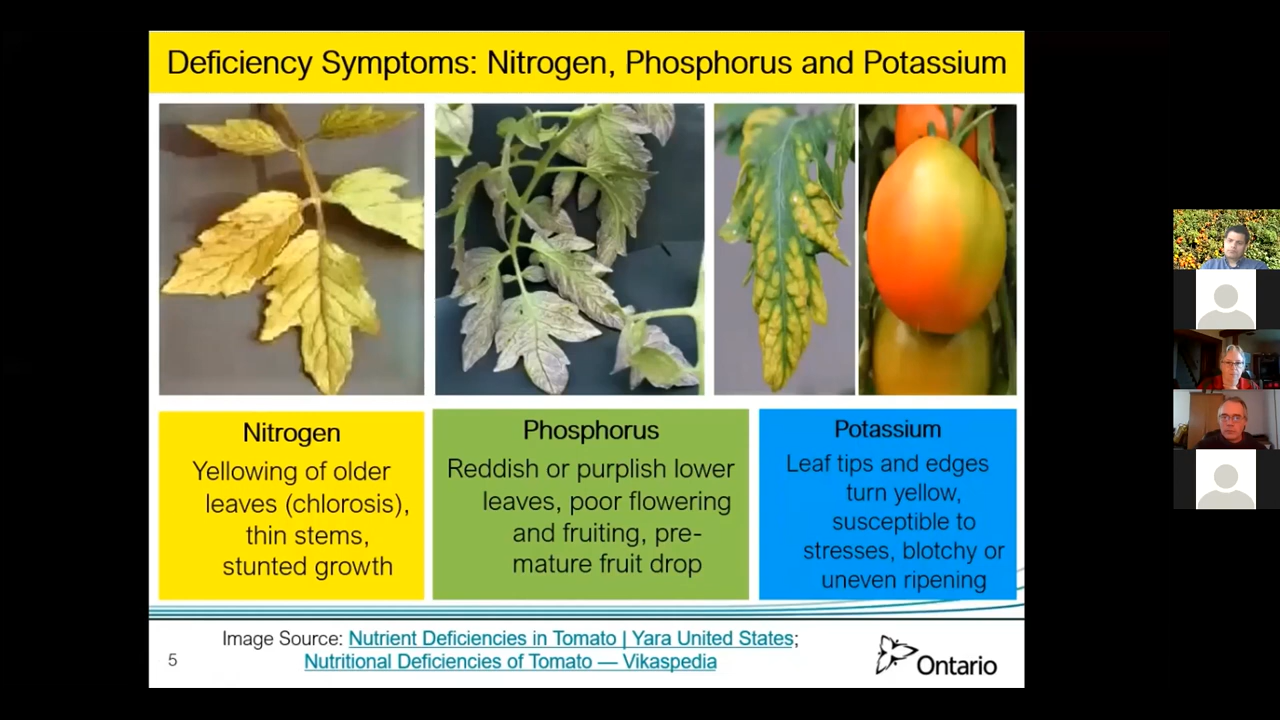 Deficiency Symptoms: Nitrogen, Phosphorus and Potassium
Nitrogen
Yellowing of older
leaves (chlorosis),
thin stems,
stunted growth
Phosphorus
Reddish or purplish lower
leaves, poor flowering
and fruiting, pre-
mature fruit drop
Potassium
Leaf tips and edges
turn yellow,
susceptible to
stresses, blotchy or
uneven ripening
Image Source: Nutrient Deficiencies in Tomato | Yara United States;
Nutritional Deficiencies of Tomato — Vikaspedia
5
Ontario